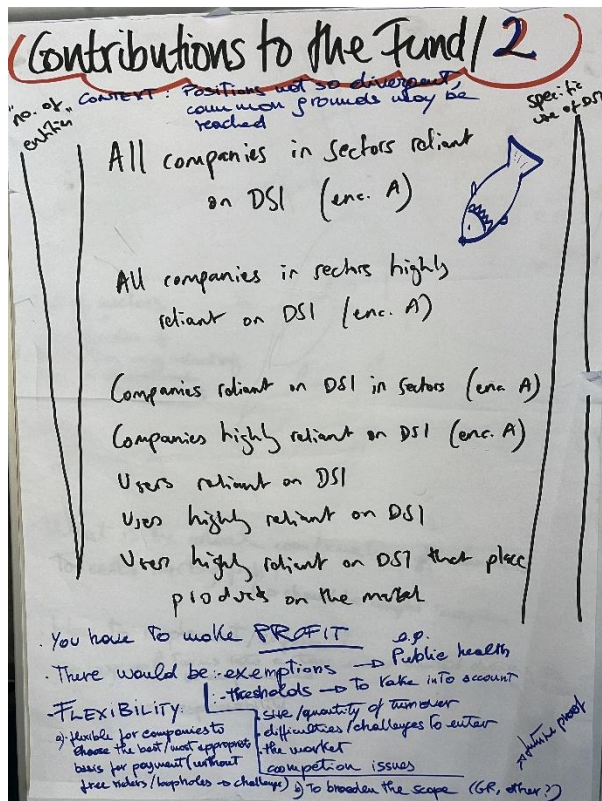 Contributions to the Fund/2
CONTEXT: Positions not so divergent,
common grounds may be
reached
"no. of
entities"
specific
use of DSI
All companies in sectors reliant
on DSI (enc. A)
All companies in sectors highly
reliant on DSI (enc. A)
Companies reliant on DSI in sectors (enc. A)
Companies highly reliant on DSI (enc. A)
Users reliant on DSI
Uses highly reliant on DSI
Users highly reliant on DSI that place
products on the market
· You have to make PROFIT
· There would be: - exemptions → e.g. Public health
- thresholds → To take into account
size/quantity of turnover
difficulties/challenges to enter
the market
competion issues
- FLEXIBILITY:
a) flexible for companies to
choose the best/most appropriate
basis for payment (without
free riders/loopholes → challenge)
b) To broaden the scope (GR, other?)
→ future proof